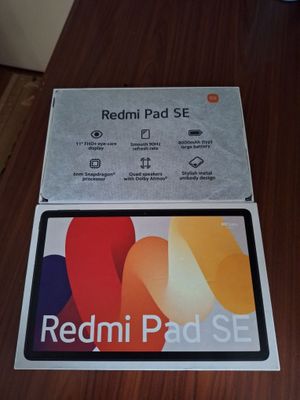 Redmi Pad SE
11" FHD+ eye-care
display
Smooth 90Hz
refresh rate
8000mAh (typ)
large battery
6nm Snapdragon®
processor
Quad speakers
with Dolby Atmos®
Stylish metal
unibody design
Redmi Pad SE